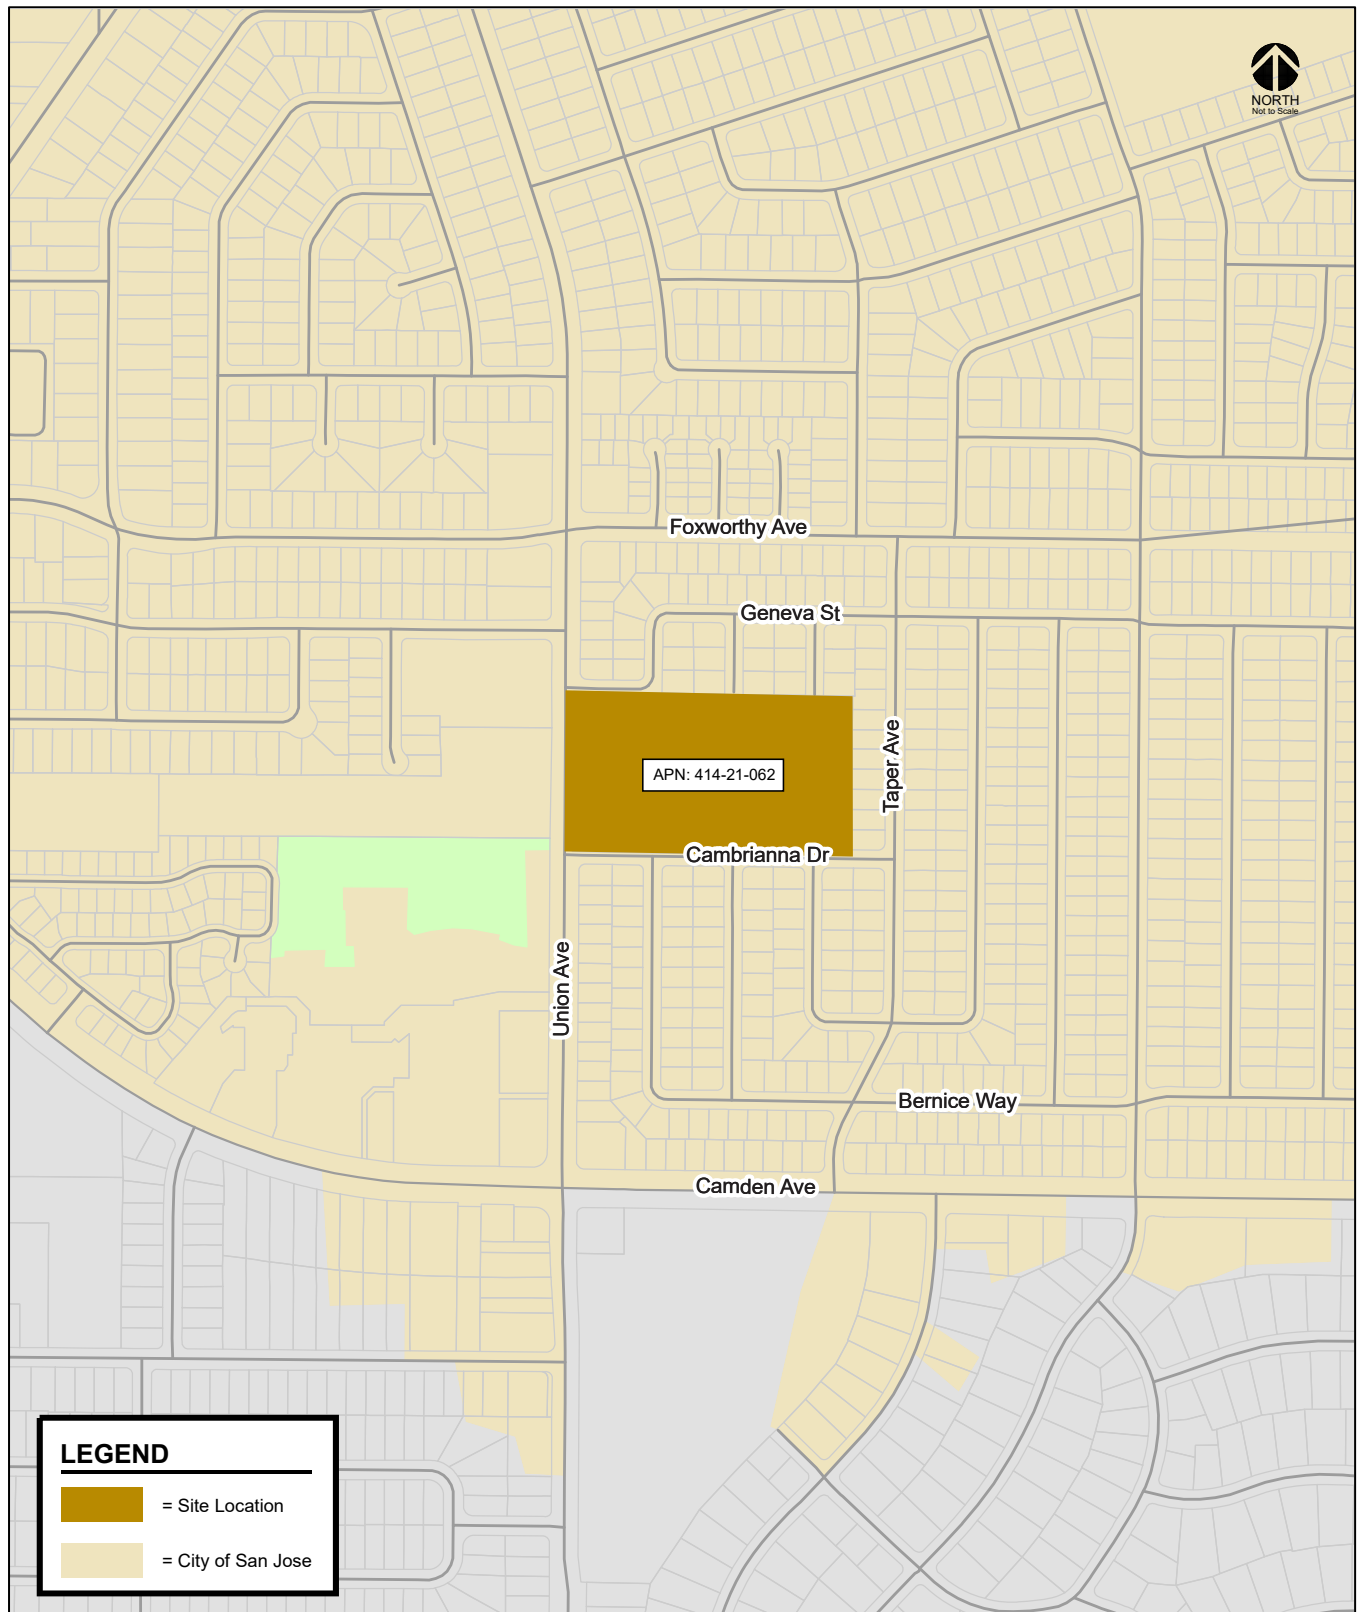 NORTH
Not to Scale
Foxworthy Ave
Geneva St
Taper Ave
APN: 414-21-062
Cambrianna Dr
Union Ave
Bernice Way
Camden Ave
LEGEND
= Site Location
= City of San Jose